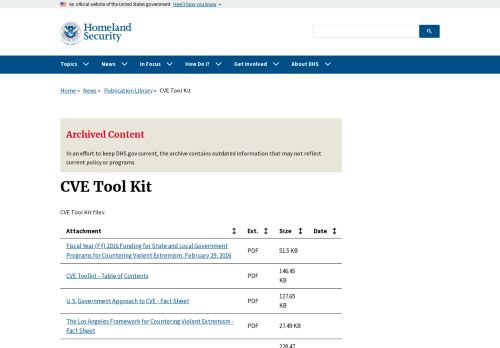 An official website of the United States government Here's how you know
Homeland
Security
Topics News In Focus How Do I? Get Involved About DHS
Home » News » Publication Library » CVE Tool Kit
Archived Content
In an effort to keep DHS.gov current, the archive contains outdated information that may not reflect
current policy or programs.
CVE Tool Kit
CVE Tool Kit files:
Attachment Ext. Size Date
Fiscal Year (FY) 2016 Funding for State and Local Government
Programs for Countering Violent Extremism, February 29, 2016 PDF 51.5 KB
CVE Toolkit - Table of Contents PDF 146.45
KB
U.S. Government Approach to CVE - Fact Sheet PDF 127.65
KB
The Los Angeles Framework for Countering Violent Extremism -
Fact Sheet PDF 27.49 KB